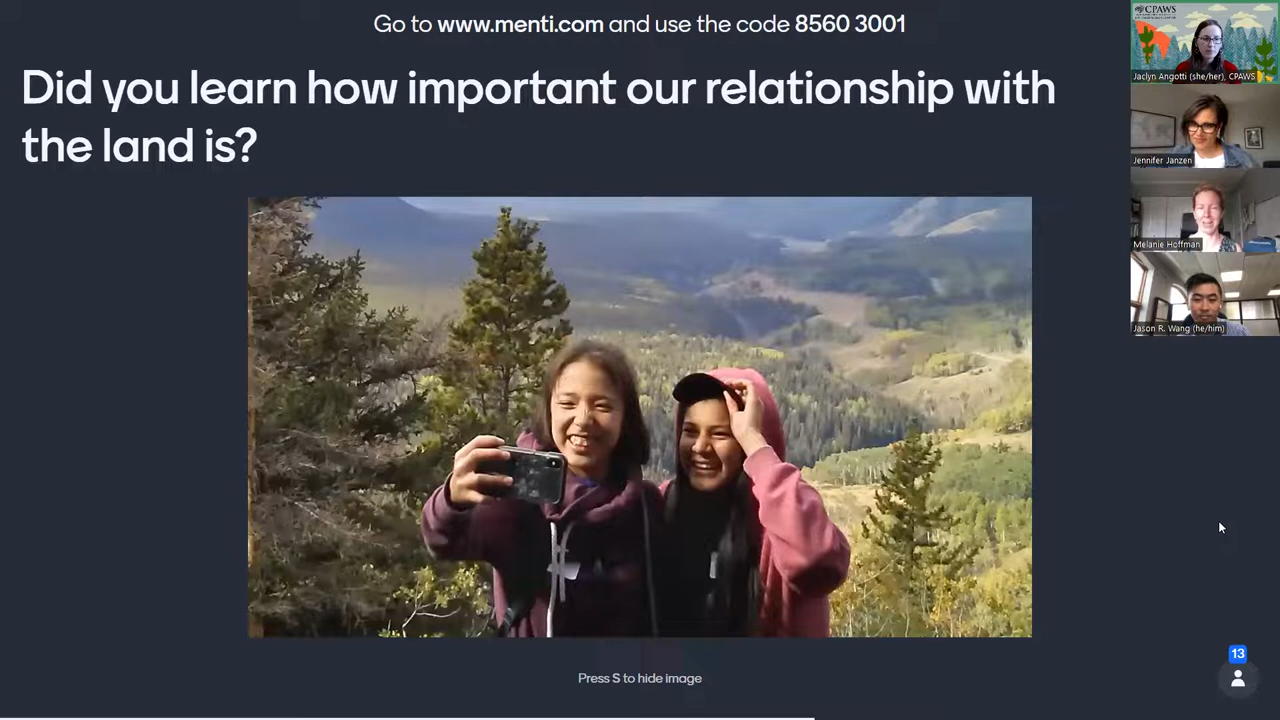 Go to www.menti.com and use the code 8560 3001
Did you learn how important our relationship with
the land is?
CPAWS
Jaclyn Angotti (she/her), CPAWS
Jennifer Janzen
Melanie Hoffman
Jason R. Wang (he/him)
13
Press S to hide image